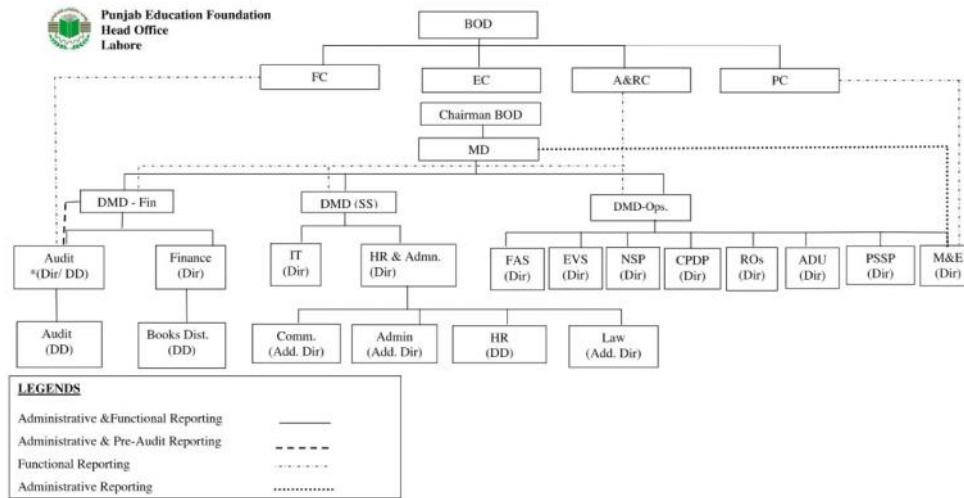 Punjab Education Foundation
Head Office
Lahore
BOD
FC
EC
A&RC
PC
Chairman BOD
MD
DMD - Fin
DMD (SS)
DMD-Ops.
Audit
*(Dir/ DD)
Finance
(Dir)
IT
(Dir)
HR & Admn.
(Dir)
FAS
(Dir)
EVS
(Dir)
NSP
(Dir)
CPDP
(Dir)
ROs
(Dir)
ADU
(Dir)
PSSP
(Dir)
M&E
(Dir)
Audit
(DD)
Books Dist.
(DD)
Comm.
(Add. Dir)
Admin
(Add. Dir)
HR
(DD)
Law
(Add. Dir)
LEGENDS
Administrative &Functional Reporting
Administrative & Pre-Audit Reporting
Functional Reporting
Administrative Reporting